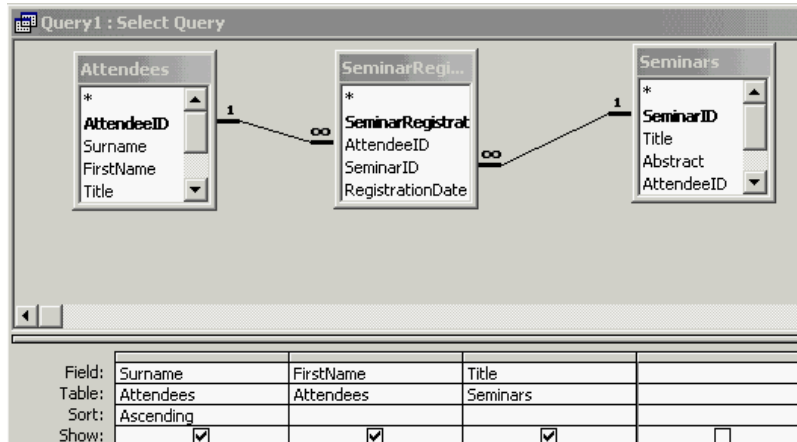 Query1 : Select Query
Attendees
*
AttendeeID
Surname
FirstName
Title
1
∞
SeminarRegi...
*
SeminarRegistrat
AttendeeID
SeminarID
RegistrationDate
∞
1
Seminars
*
SeminarID
Title
Abstract
AttendeeID
Field: Surname FirstName Title
Table: Attendees Attendees Seminars
Sort: Ascending
Show: